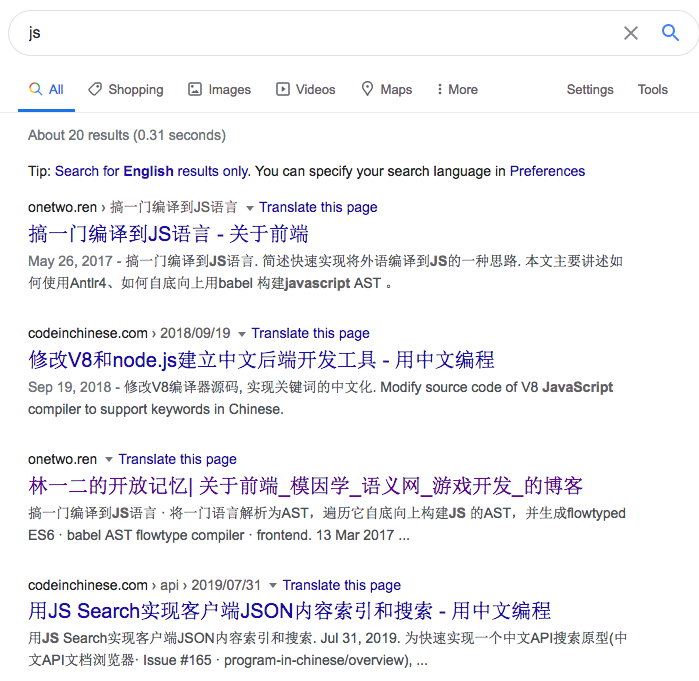 js
All Shopping Images Videos Maps More Settings Tools
About 20 results (0.31 seconds)
Tip: Search for English results only. You can specify your search language in Preferences
onetwo.ren › 搞一门编译到JS语言 Translate this page
搞一门编译到JS语言 - 关于前端
May 26, 2017 - 搞一门编译到JS语言. 简述快速实现将外语编译到JS的一种思路. 本文主要讲述如
何使用Antlr4、如何自底向上用babel 构建javascript AST 。
codeinchinese.com › 2018/09/19 Translate this page
修改V8和node.js建立中文后端开发工具 - 用中文编程
Sep 19, 2018 - 修改V8编译器源码, 实现关键词的中文化. Modify source code of V8 JavaScript
compiler to support keywords in Chinese.
onetwo.ren Translate this page
林一二的开放记忆| 关于前端_模因学_语义网_游戏开发_的博客
搞一门编译到JS语言 · 将一门语言解析为AST，遍历它自底向上构建JS 的AST，并生成flowtyped
ES6 · babel AST flowtype compiler · frontend. 13 Mar 2017 ...
codeinchinese.com › api › 2019/07/31 Translate this page
用JS Search实现客户端JSON内容索引和搜索 - 用中文编程
用JS Search实现客户端JSON内容索引和搜索. Jul 31, 2019. 为快速实现一个中文API搜索原型(中
文API文档浏览器· Issue #165 · program-in-chinese/overview), ...